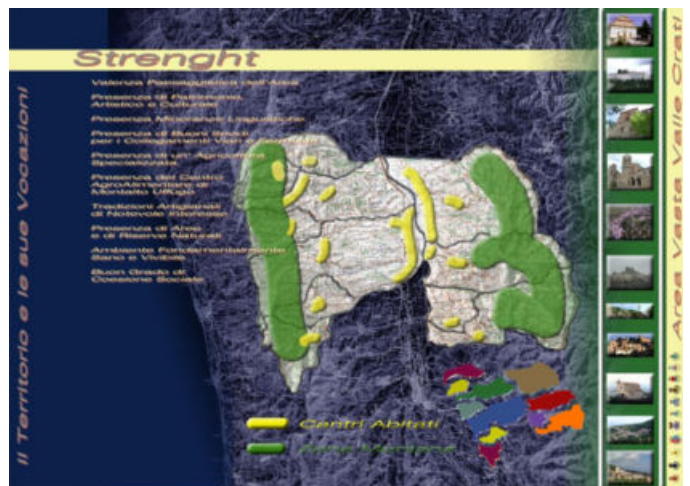 Strenght
Valenza Paesaggistica dell'Area
Presenza di Patrimonio
Artistico e Culturale
Presenza Minoranze Linguistiche
Presenza di Buoni Snodi
per i Collegamenti Viari e
Presenza di un' Agricoltura
Specializzata
Presenza del Centro
AgroAlimentare di
Montalto Uffugo
Tradizioni Artigianali
di Notevole Interesse
Presenza di Aree
e di Riserve Naturali
Ambiente Fondamentalmente
Sano e Vivibile
Buon Grado di
Coesione Sociale
Il Territorio e le sue Vocazioni
Centri Abitati
Area Montana
Area Vasta Valle Crati